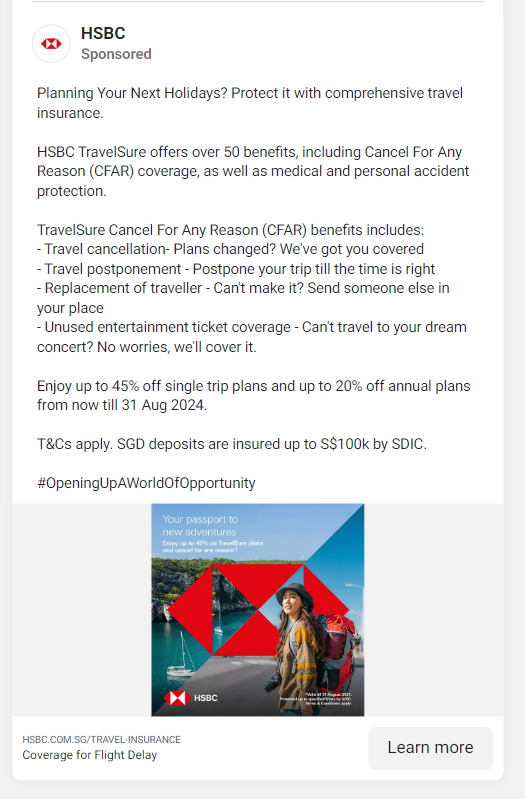 HSBC
Sponsored
Planning Your Next Holidays? Protect it with comprehensive travel
insurance.
HSBC TravelSure offers over 50 benefits, including Cancel For Any
Reason (CFAR) coverage, as well as medical and personal accident
protection.
TravelSure Cancel For Any Reason (CFAR) benefits includes:
- Travel cancellation- Plans changed? We've got you covered
- Travel postponement - Postpone your trip till the time is right
- Replacement of traveller - Can't make it? Send someone else in
your place
- Unused entertainment ticket coverage - Can't travel to your dream
concert? No worries, we'll cover it.
Enjoy up to 45% off single trip plans and up to 20% off annual plans
from now till 31 Aug 2024.
T&Cs apply. SGD deposits are insured up to S$100k by SDIC.
#OpeningUpAWorldOfOpportunity
Your passport to
new adventures
Enjoy up to 45% on TravelSure plans
and cancel for any reason*!
HSBC
*Valid till 31 August 2024.
Protected up to specified limits by SDIC.
Terms & Conditions apply.
HSBC.COM.SG/TRAVEL-INSURANCE
Coverage for Flight Delay
Learn more